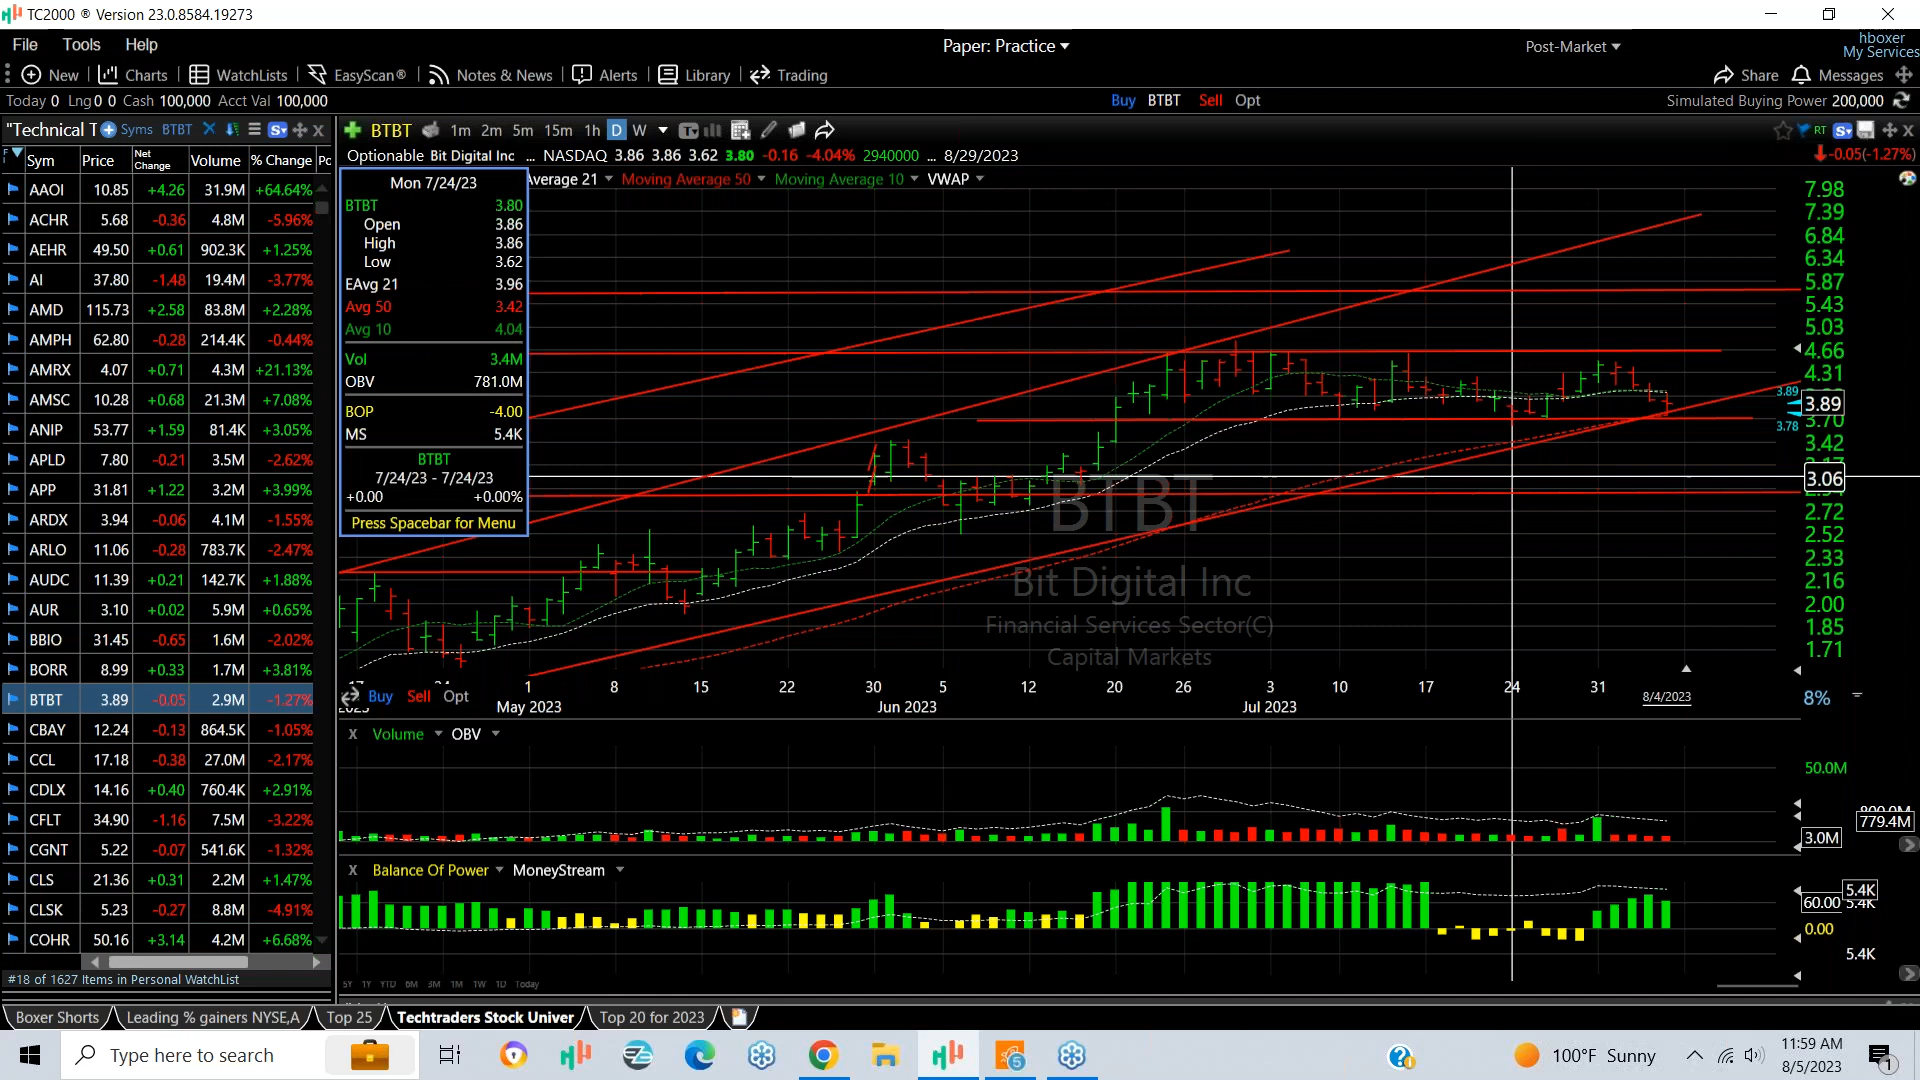 TC2000 ® Version 23.0.8584.19273
File Tools Help
Paper: Practice
Post-Market
hboxer
My Services
New Charts WatchLists EasyScan® Notes & News Alerts Library Trading
Share Messages
Today 0 Lng 0 0 Cash 100,000 Acct Val 100,000
Buy BTBT Sell Opt
Simulated Buying Power 200,000
"Technical T Syms BTBT
BTBT 1m 2m 5m 15m 1h D W
RT
Optionable Bit Digital Inc ... NASDAQ 3.86 3.86 3.62 3.80 -0.16 -4.04% 2940000 ... 8/29/2023
-0.05(-1.27%)
Sym Price Net Change Volume % Change Po
AAOI 10.85 +4.26 31.9M +64.64%
ACHR 5.68 -0.36 4.8M -5.96%
AEHR 49.50 +0.61 902.3K +1.25%
AI 37.80 -1.48 19.4M -3.77%
AMD 115.73 +2.58 83.8M +2.28%
AMPH 62.80 -0.28 214.4K -0.44%
AMRX 4.07 +0.71 4.3M +21.13%
AMSC 10.28 +0.68 21.3M +7.08%
ANIP 53.77 +1.59 81.4K +3.05%
APLD 7.80 -0.21 3.5M -2.62%
APP 31.81 +1.22 3.2M +3.99%
ARDX 3.94 -0.06 4.1M -1.55%
ARLO 11.06 -0.28 783.7K -2.47%
AUDC 11.39 +0.21 142.7K +1.88%
AUR 3.10 +0.02 5.9M +0.65%
BBIO 31.45 -0.65 1.6M -2.02%
BORR 8.99 +0.33 1.7M +3.81%
BTBT 3.89 -0.05 2.9M -1.27%
CBAY 12.24 -0.13 864.5K -1.05%
CCL 17.18 -0.38 27.0M -2.17%
CDLX 14.16 +0.40 760.4K +2.91%
CFLT 34.90 -1.16 7.5M -3.22%
CGNT 5.22 -0.07 541.6K -1.32%
CLS 21.36 +0.31 2.2M +1.47%
CLSK 5.23 -0.27 8.8M -4.91%
COHR 50.16 +3.14 4.2M +6.68%
#18 of 1627 Items in Personal WatchList
Mon 7/24/23
BTBT 3.80
Open 3.86
High 3.86
Low 3.62
EAvg 21 3.96
Avg 50 3.42
Avg 10 4.04
Vol 3.4M
OBV 781.0M
BOP -4.00
MS 5.4K
BTBT
7/24/23 - 7/24/23
+0.00 +0.00%
Press Spacebar for Menu
verage 21 Moving Average 50 Moving Average 10 VWAP
7.98
7.39
6.84
6.34
5.87
5.43
5.03
4.66
4.31
3.89
3.89
3.70
3.78
3.42
3.06
2.72
2.52
2.33
2.16
2.00
1.85
1.71
BTBT
Bit Digital Inc
Financial Services Sector(C)
Capital Markets
Buy Sell Opt
1 8 15 22 30 5 12 20 26 3 10 17 24 31
May 2023 Jun 2023 Jul 2023
8/4/2023
8%
X Volume OBV
50.0M
779.4M
3.0M
X Balance Of Power MoneyStream
5.4K
60.00 5.4K
0.00
5.4K
5Y 1Y YTD 6M 3M 1M 1W 1D Today
Boxer Shorts Leading % gainers NYSE,A Top 25 Techtraders Stock Univer Top 20 for 2023
Type here to search
5
100°F Sunny
11:59 AM
8/5/2023
1